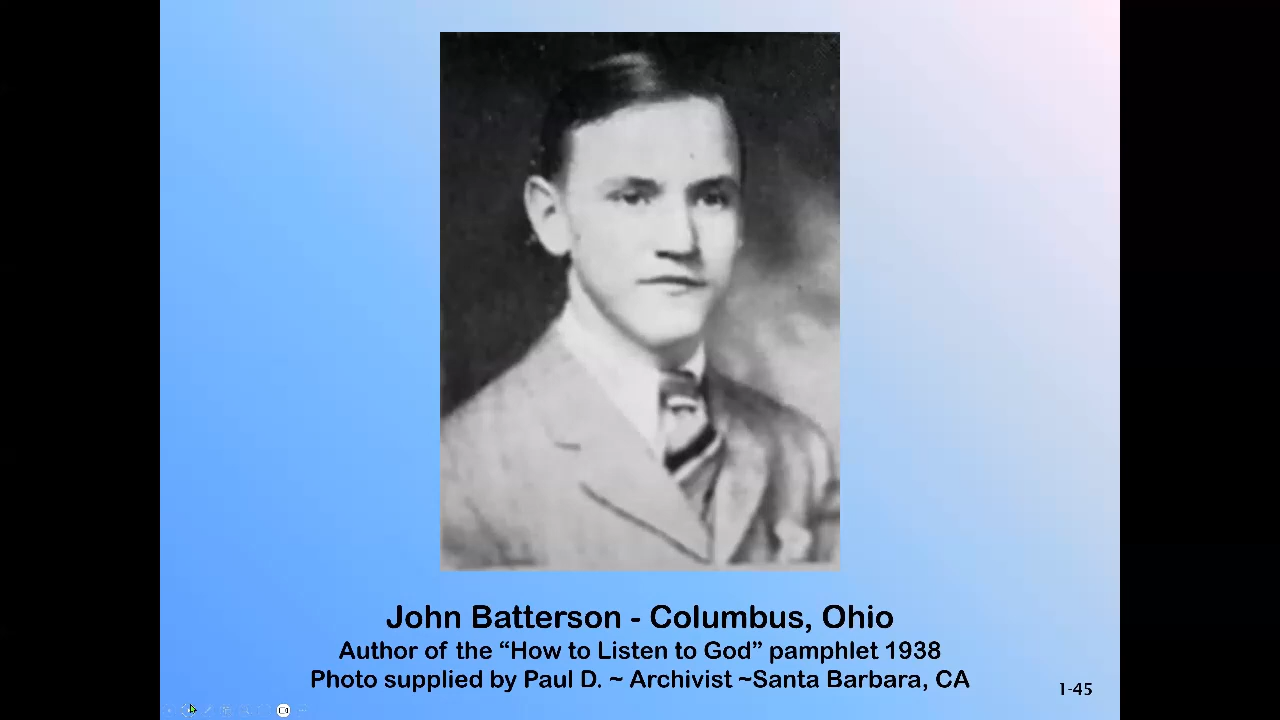 John Batterson - Columbus, Ohio
Author of the “How to Listen to God” pamphlet 1938
Photo supplied by Paul D. ~ Archivist ~Santa Barbara, CA
1-45